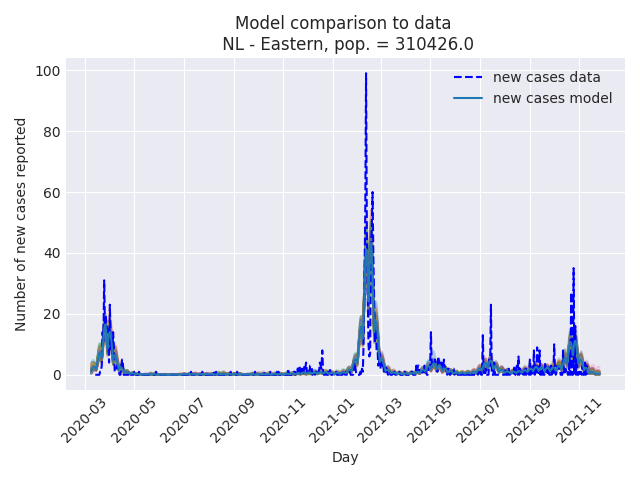 Model comparison to data
NL - Eastern, pop. = 310426.0
new cases data
new cases model
Number of new cases reported
100
80
60
40
20
0
2020-03
2020-05
2020-07
2020-09
2020-11
2021-01
2021-03
2021-05
2021-07
2021-09
2021-11
Day